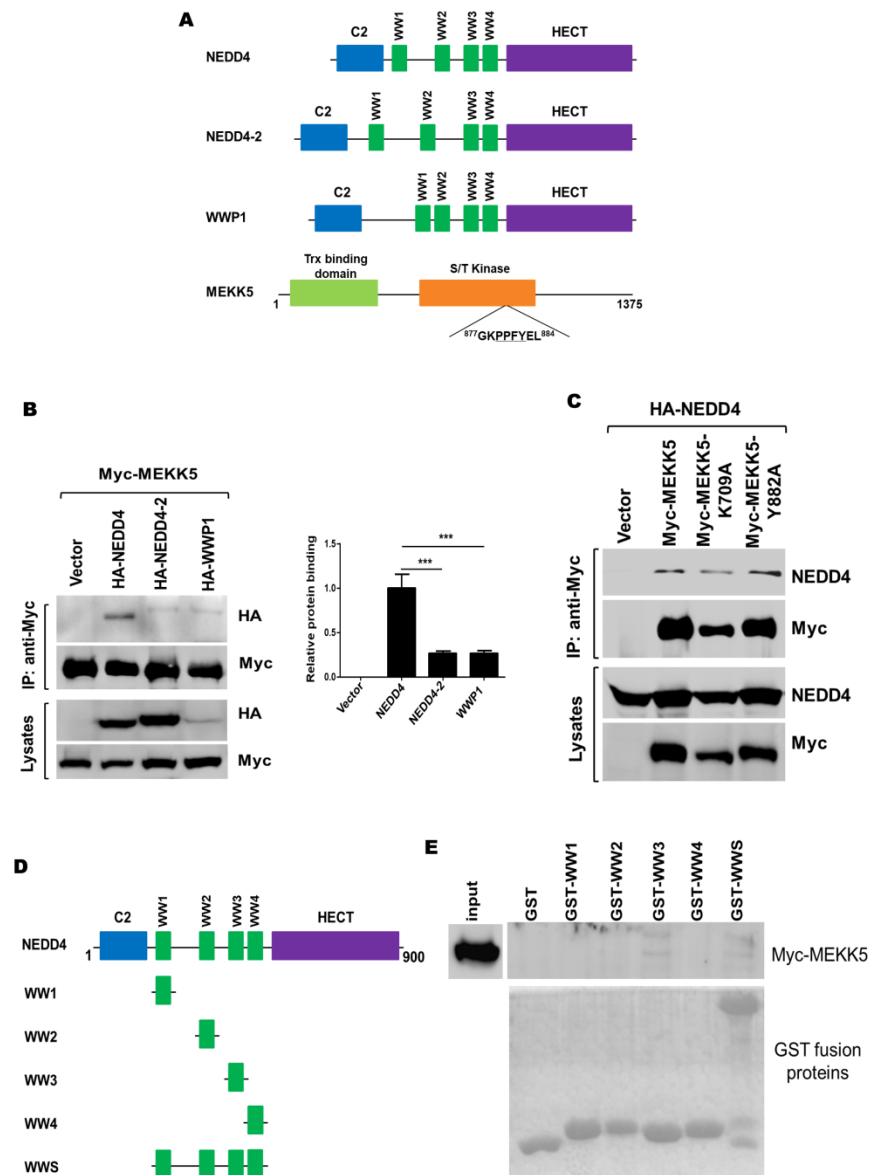 A
C2 WW1 WW2 WW3 WW4 HECT
NEDD4
C2 WW1 WW2 WW3 WW4 HECT
NEDD4-2
C2 WW1 WW2 WW3 WW4 HECT
WWP1
Trx binding
domain
S/T Kinase
MEKK5
1 1375
⁸⁷⁷GKPPFYEL⁸⁸⁴
B
Myc-MEKK5
Vector HA-NEDD4 HA-NEDD4-2 HA-WWP1
IP: anti-Myc
HA
Myc
Lysates
HA
Myc
Relative protein binding
1.5
1.0
0.5
0.0
***
***
Vector NEDD4 NEDD4-2 WWP1
C
HA-NEDD4
Vector
Myc-MEKK5
Myc-MEKK5-
K709A
Myc-MEKK5-
Y882A
IP: anti-Myc
NEDD4
Myc
Lysates
NEDD4
Myc
D
C2 WW1 WW2 WW3 WW4 HECT
NEDD4 1 900
WW1
WW2
WW3
WW4
WWS
E
input GST GST-WW1 GST-WW2 GST-WW3 GST-WW4 GST-WWS
Myc-MEKK5
GST fusion
proteins